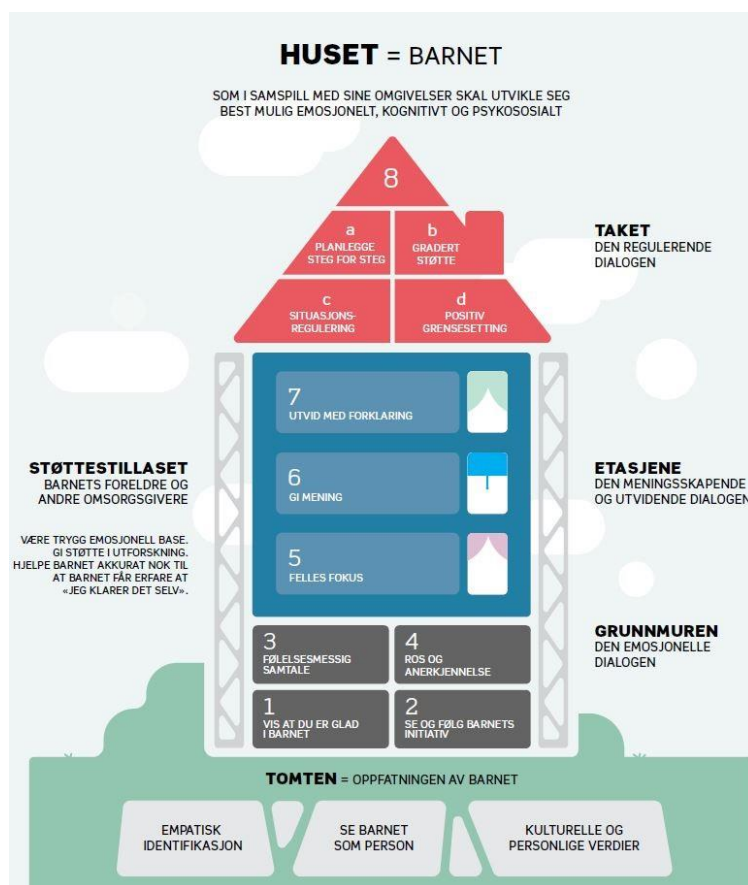 HUSET = BARNET
SOM I SAMSPILL MED SINE OMGIVELSER SKAL UTVIKLE SEG
BEST MULIG EMOSJONELT, KOGNITIVT OG PSYKOSOSIALT
8
a
PLANLEGGE
STEG FOR STEG
b
GRADERT
STØTTE
c
SITUASJONS-
REGULERING
d
POSITIV
GRENSESETTING
TAKET
DEN REGULERENDE
DIALOGEN
7
UTVID MED FORKLARING
6
GI MENING
5
FELLES FOKUS
STØTTESTILLASET
BARNETS FORELDRE OG
ANDRE OMSORGSGIVERE
VÆRE TRYGG EMOSJONELL BASE.
GI STØTTE I UTFORSKNING.
HJELPE BARNET AKKURAT NOK TIL
AT BARNET FÅR ERFARE AT
«JEG KLARER DET SELV».
ETASJENE
DEN MENINGSSKAPENDE
OG UTVIDENDE DIALOGEN
3
FØLELSESMESSIG
SAMTALE
4
ROS OG
ANERKJENNELSE
1
VIS AT DU ER GLAD
I BARNET
2
SE OG FØLG BARNETS
INITIATIV
GRUNNMUREN
DEN EMOSJONELLE
DIALOGEN
TOMTEN = OPPFATNINGEN AV BARNET
EMPATISK
IDENTIFIKASJON
SE BARNET
SOM PERSON
KULTURELLE OG
PERSONLIGE VERDIER